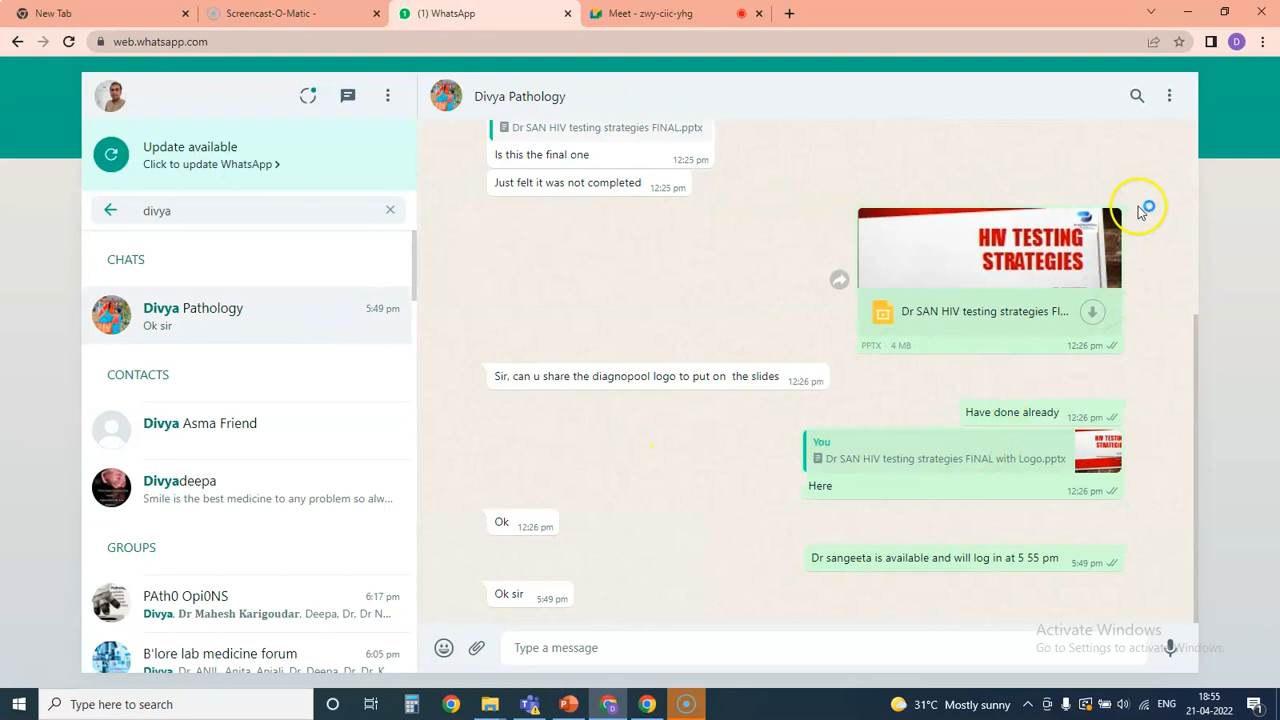 New Tab
Screencast-O-Matic
(1) WhatsApp
Meet - zwy-ciic-yhg
web.whatsapp.com
D
Update available
Click to update WhatsApp
divya
CHATS
Divya Pathology
5:49 pm
Ok sir
CONTACTS
Divya Asma Friend
Divyadeepa
Smile is the best medicine to any problem so alw...
GROUPS
PAth0 Opi0NS
6:17 pm
Divya, Dr Mahesh Karigoudar, Deepa, Dr, Dr N...
B'lore lab medicine forum
6:05 pm
Divya, Dr, ANIL, Anita, Anjali, Dr, Deepa, Dr, Dr, K...
Divya Pathology
Dr SAN HIV testing strategies FINAL.pptx
Is this the final one
12:25 pm
Just felt it was not completed
12:25 pm
HIV TESTING
STRATEGIES
Dr SAN HIV testing strategies FI...
PPTX • 4 MB
12:26 pm
Sir, can u share the diagnopool logo to put on the slides
12:26 pm
Have done already
12:26 pm
You
Dr SAN HIV testing strategies FINAL with Logo.pptx
Here
12:26 pm
Ok
12:26 pm
Dr sangeeta is available and will log in at 5 55 pm
5:49 pm
Ok sir
5:49 pm
Type a message
Activate Windows
Go to Settings to activate Windows.
Type here to search
31°C Mostly sunny
ENG
18:55
21-04-2022